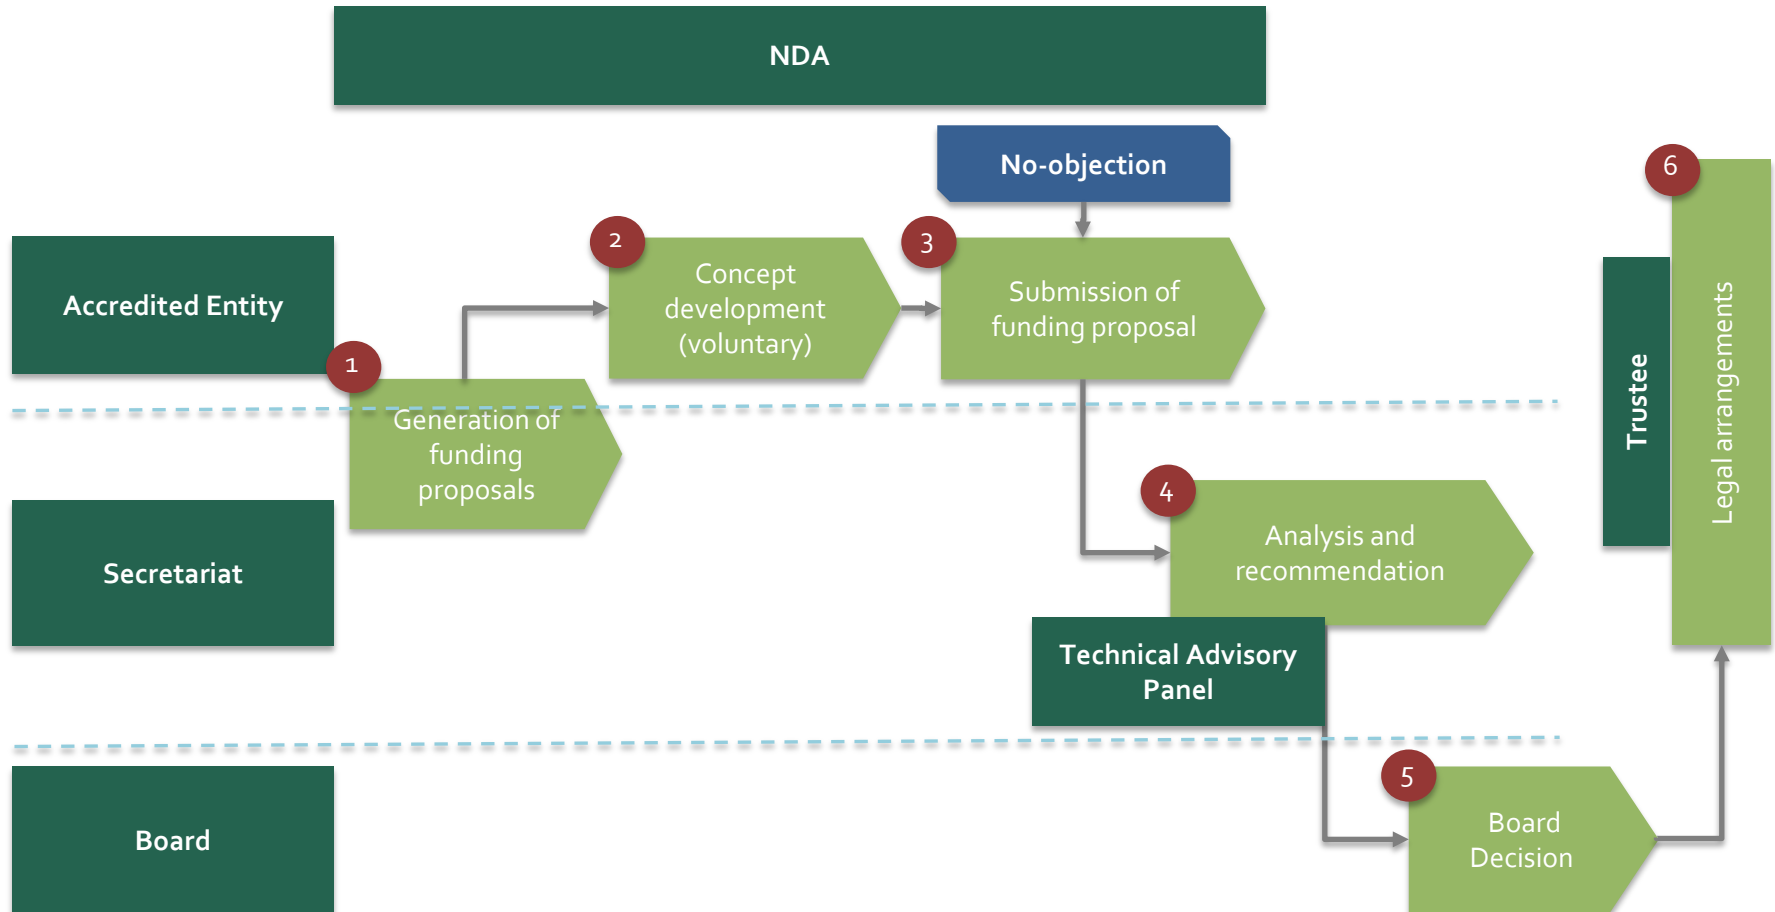 NDA
No-objection
6
2
Concept
development
(voluntary)
3
Submission of
funding proposal
Accredited Entity
1
Generation of
funding
proposals
Trustee
Legal arrangements
4
Analysis and
recommendation
Secretariat
Technical Advisory
Panel
5
Board
Decision
Board